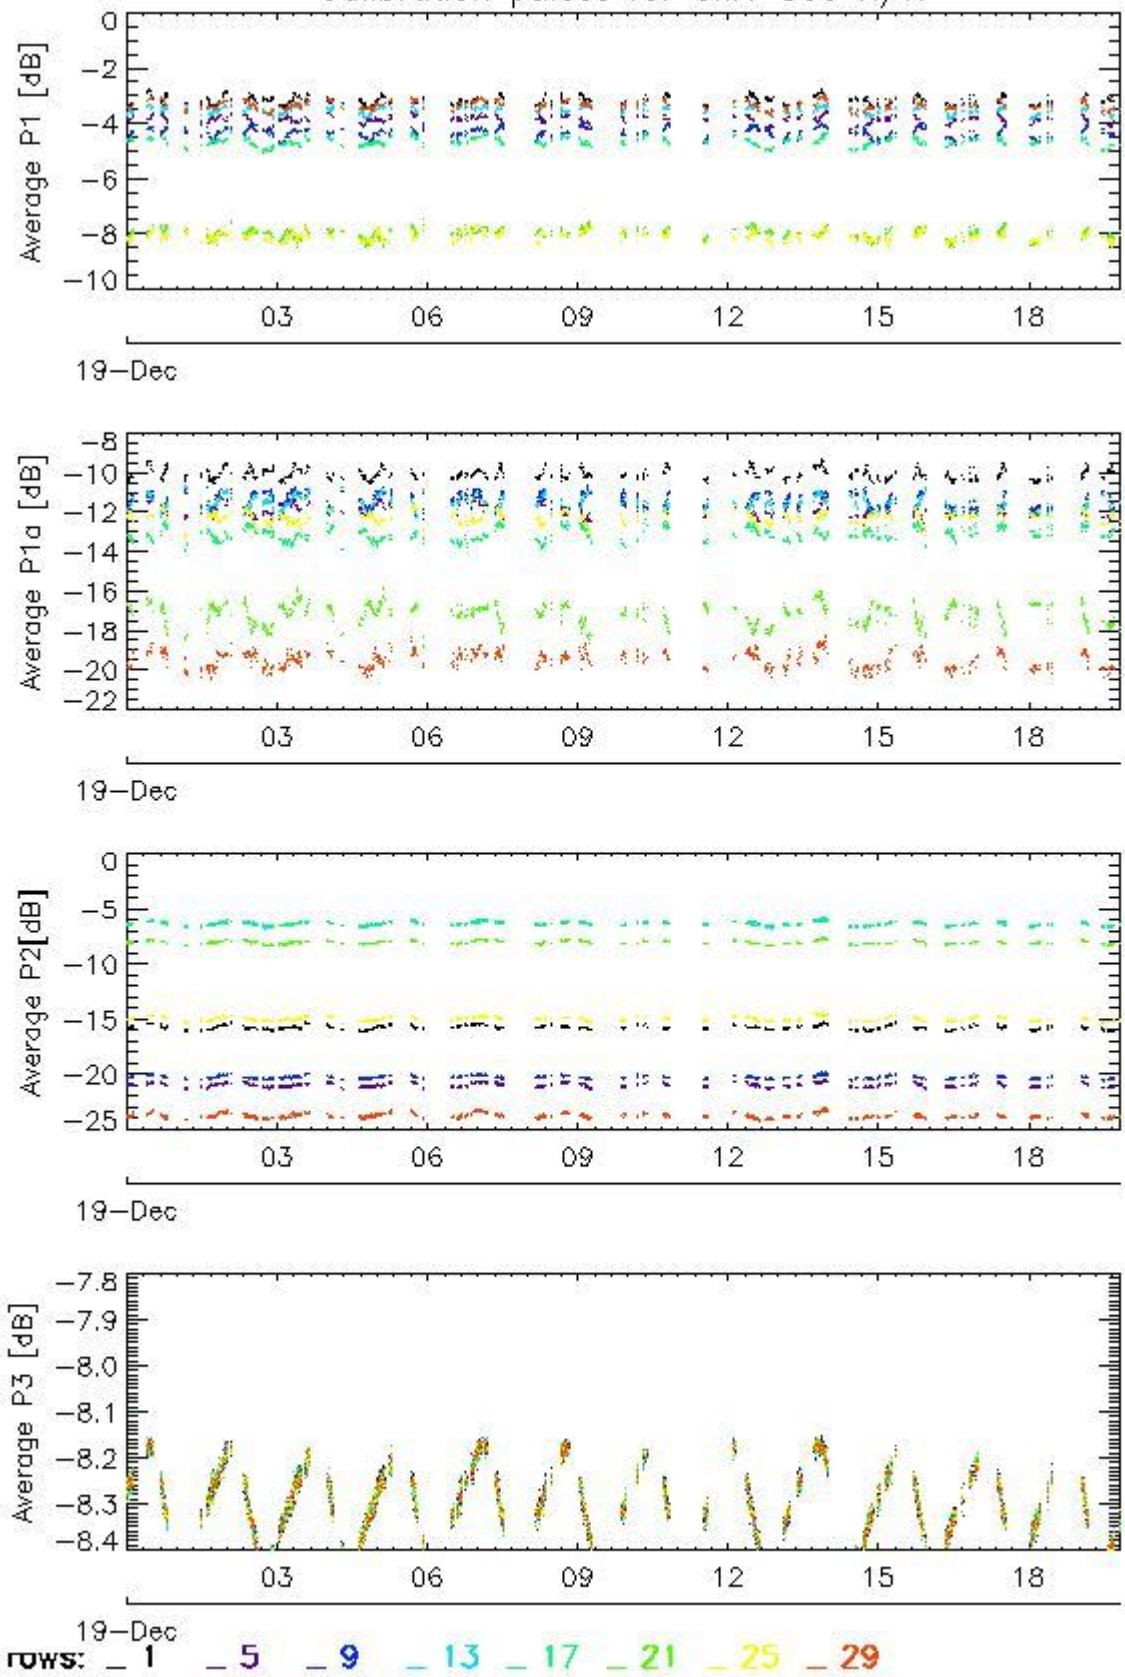 0
−2
−4
−6
−8
−10
Average P1 [dB]
03 06 09 12 15 18
19−Dec
−8
−10
−12
−14
−16
−18
−20
−22
Average P1a [dB]
03 06 09 12 15 18
19−Dec
0
−5
−10
−15
−20
−25
Average P2[dB]
03 06 09 12 15 18
19−Dec
−7.8
−7.9
−8.0
−8.1
−8.2
−8.3
−8.4
Average P3 [dB]
03 06 09 12 15 18
19−Dec
rows: _ 1 _ 5 _ 9 _ 13 _ 17 _ 21 _ 25 _ 29